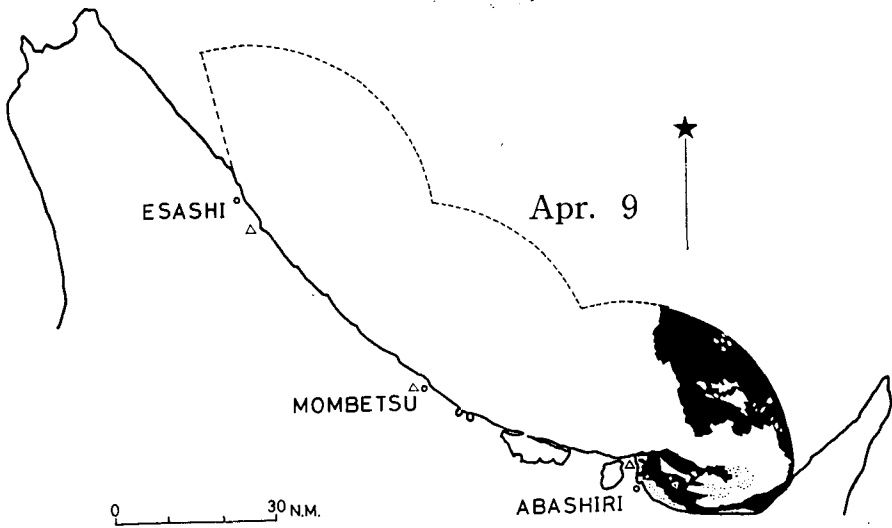 Apr. 9
ESASHI
MOMBETSU
ABASHIRI
0 30 N.M.